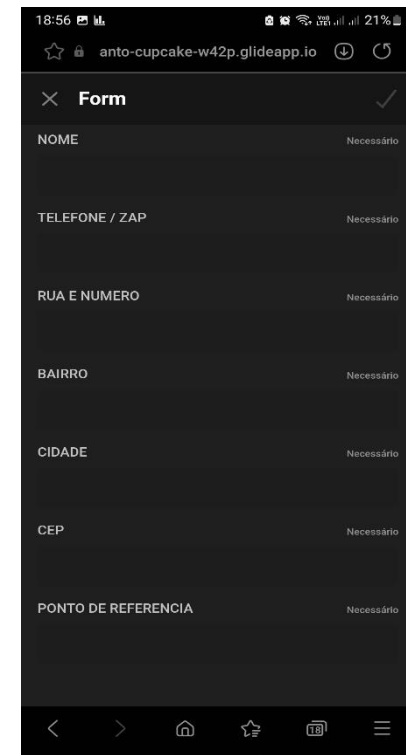 18:56 21%
anto-cupcake-w42p.glideapp.io
Form
NOME Necessário
TELEFONE / ZAP Necessário
RUA E NUMERO Necessário
BAIRRO Necessário
CIDADE Necessário
CEP Necessário
PONTO DE REFERENCIA Necessário
18